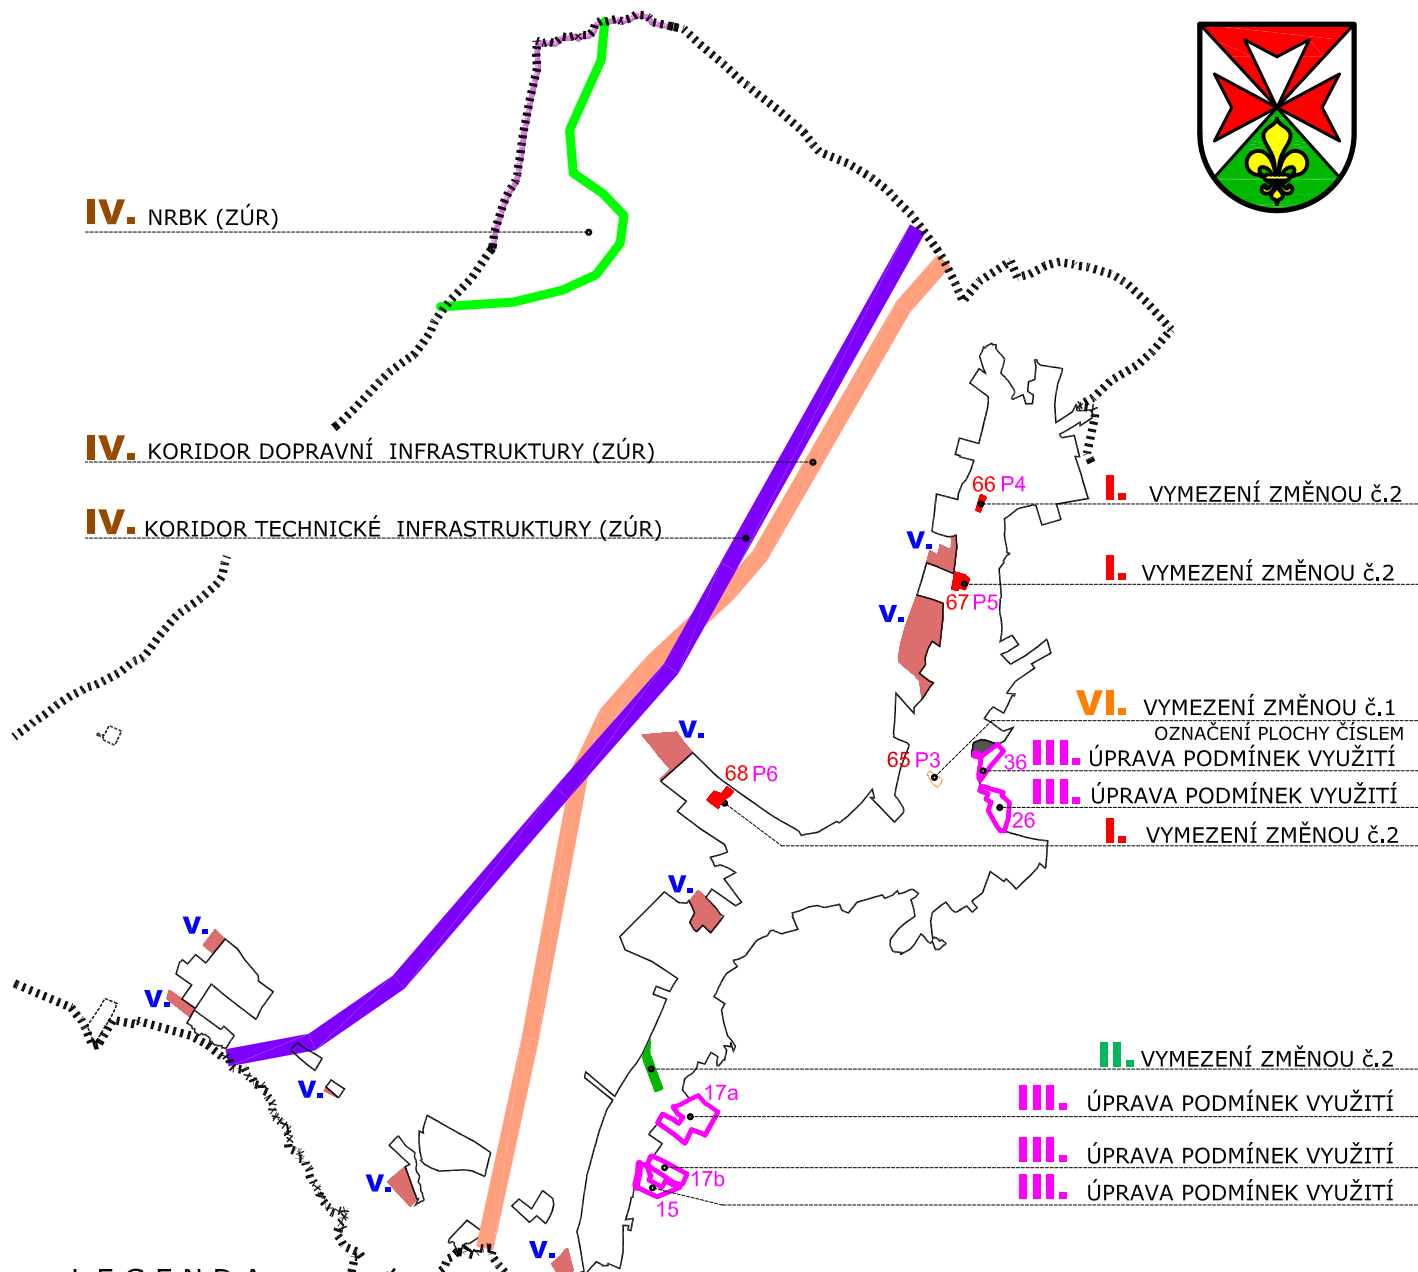 IV. NRBK (ZÚR)
IV. KORIDOR DOPRAVNÍ INFRASTRUKTURY (ZÚR)
66 P4
I. VYMEZENÍ ZMĚNOU č.2
IV. KORIDOR TECHNICKÉ INFRASTRUKTURY (ZÚR)
V.
I. VYMEZENÍ ZMĚNOU č.2
67 P5
V.
VI. VYMEZENÍ ZMĚNOU č.1
OZNAČENÍ PLOCHY ČÍSLEM
V.
65 P3
36
III. ÚPRAVA PODMÍNEK VYUŽITÍ
68 P6
III. ÚPRAVA PODMÍNEK VYUŽITÍ
26
I. VYMEZENÍ ZMĚNOU č.2
V.
V.
V.
II. VYMEZENÍ ZMĚNOU č.2
V.
17a
III. ÚPRAVA PODMÍNEK VYUŽITÍ
III. ÚPRAVA PODMÍNEK VYUŽITÍ
17b
V.
III. ÚPRAVA PODMÍNEK VYUŽITÍ
15
V.
LEGENDA